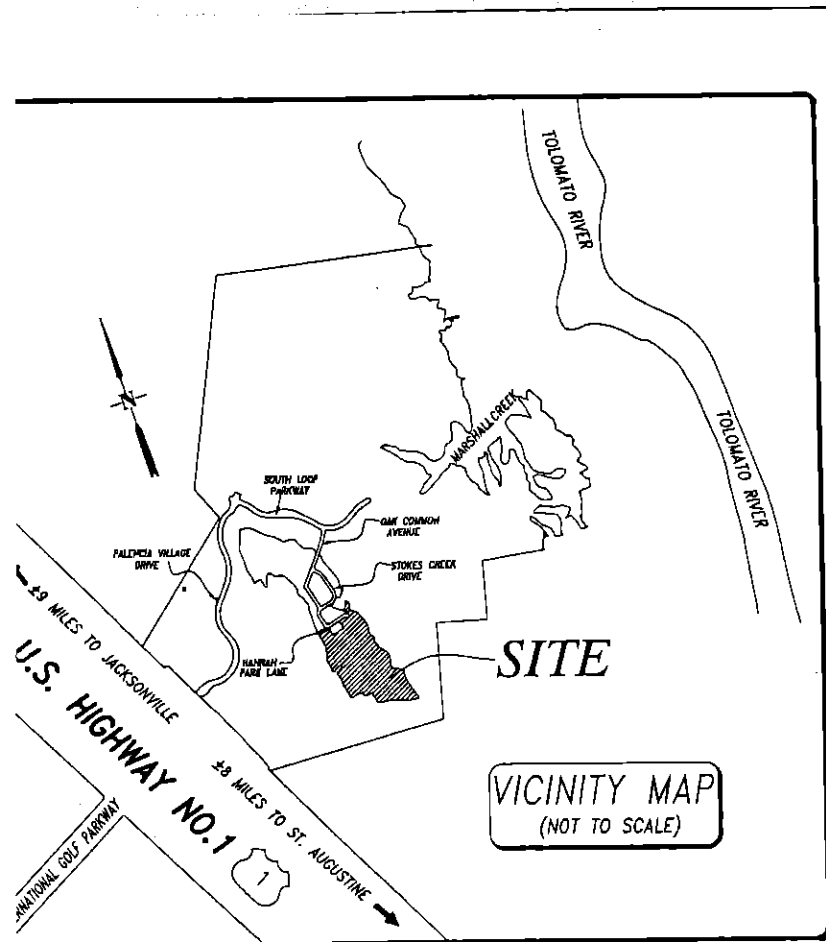 TOLOMATO RIVER
TOLOMATO RIVER
MARSHALL CREEK
N
SOUTH LOOP
PARKWAY
OAK COMMON
AVENUE
PALENCIA VILLAGE
DRIVE
STOKES CREEK
DRIVE
HANNAH
PARK LANE
SITE
±9 MILES TO JACKSONVILLE
U.S. HIGHWAY NO.1
1
±8 MILES TO ST. AUGUSTINE
RNATIONAL GOLF PARKWAY
VICINITY MAP
(NOT TO SCALE)